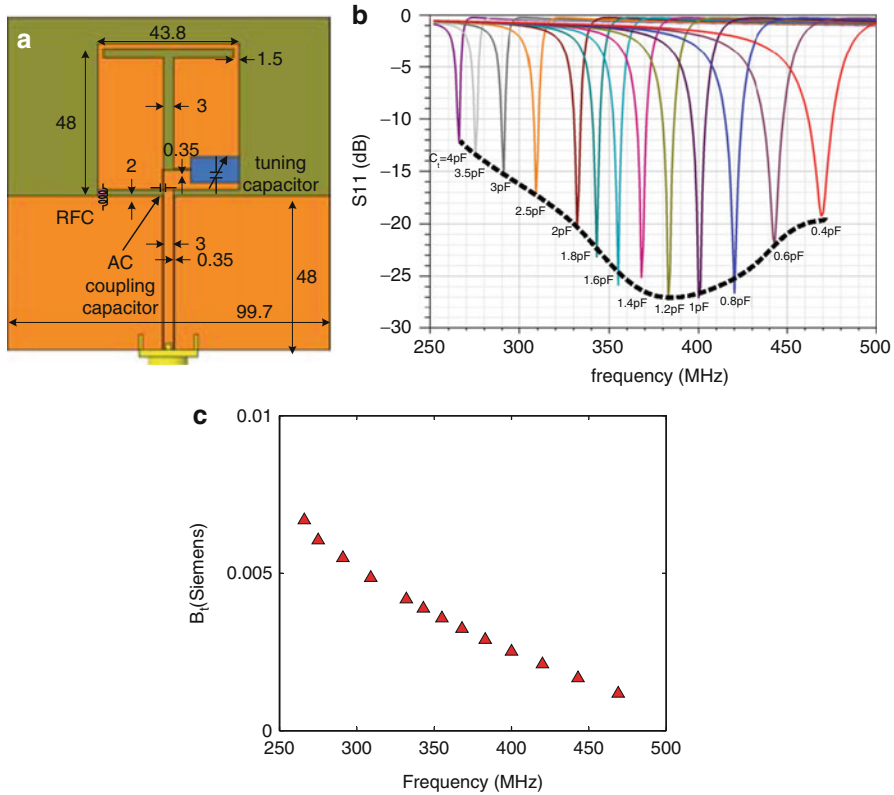 a
43.8
1.5
3
48
0.35
2
tuning
capacitor
RFC
3
AC
coupling
capacitor
0.35
48
99.7
b
0
−5
−10
−15
−20
−25
−30
S11 (dB)
Ct=4pF
3.5pF
3pF
2.5pF
2pF
1.8pF
1.6pF
1.4pF
1.2pF
1pF
0.8pF
0.6pF
0.4pF
250 300 350 400 450 500
frequency (MHz)
c
0.01
0.005
0
Bt(Siemens)
250 300 350 400 450 500
Frequency (MHz)